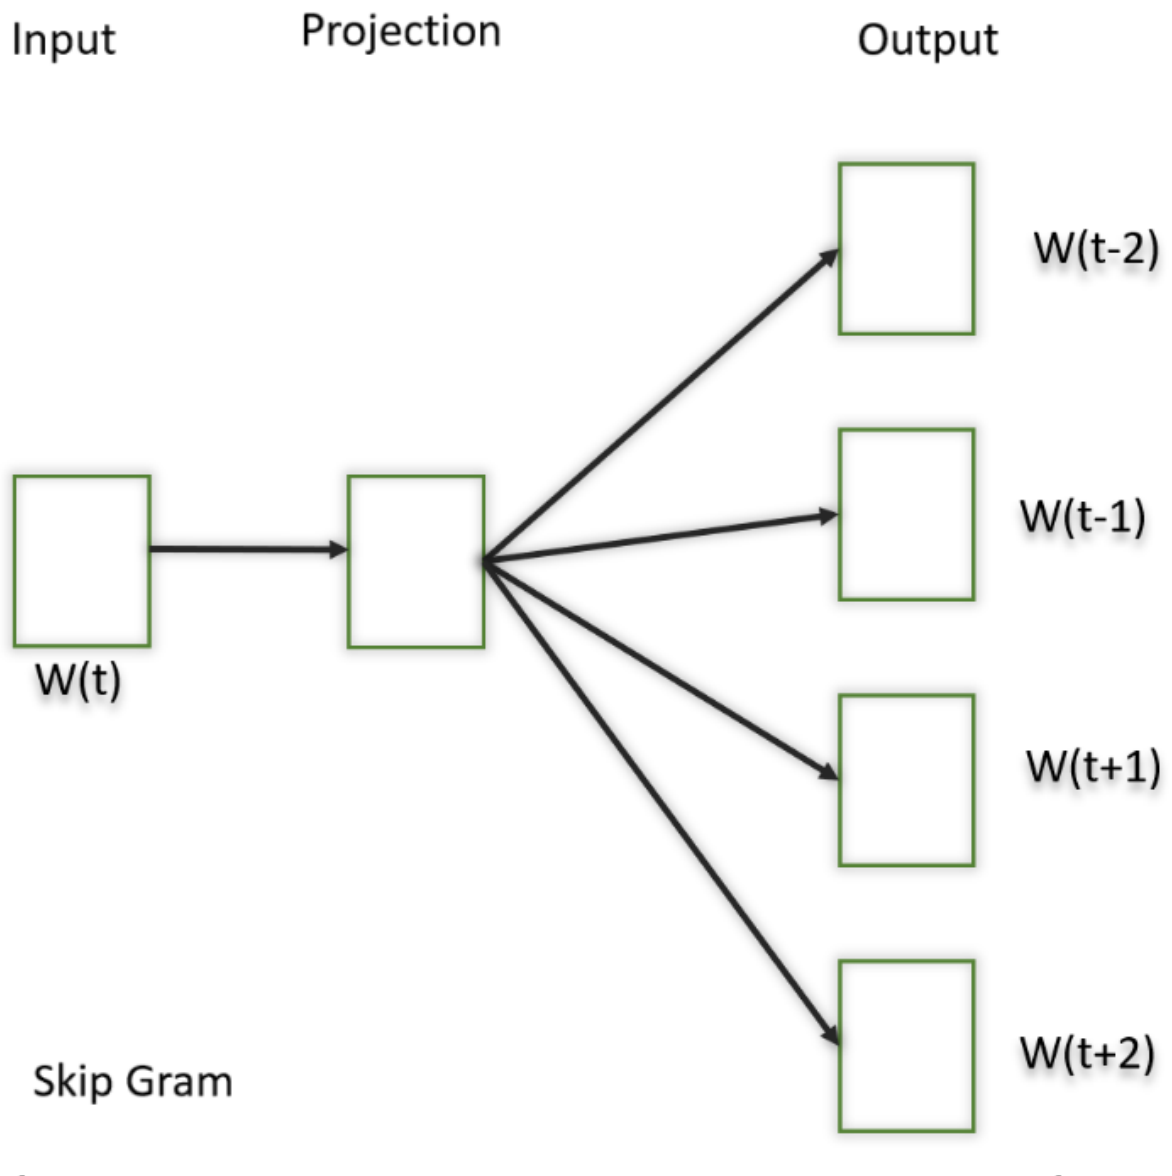 Input
Projection
Output
W(t-2)
W(t-1)
W(t)
W(t+1)
W(t+2)
Skip Gram